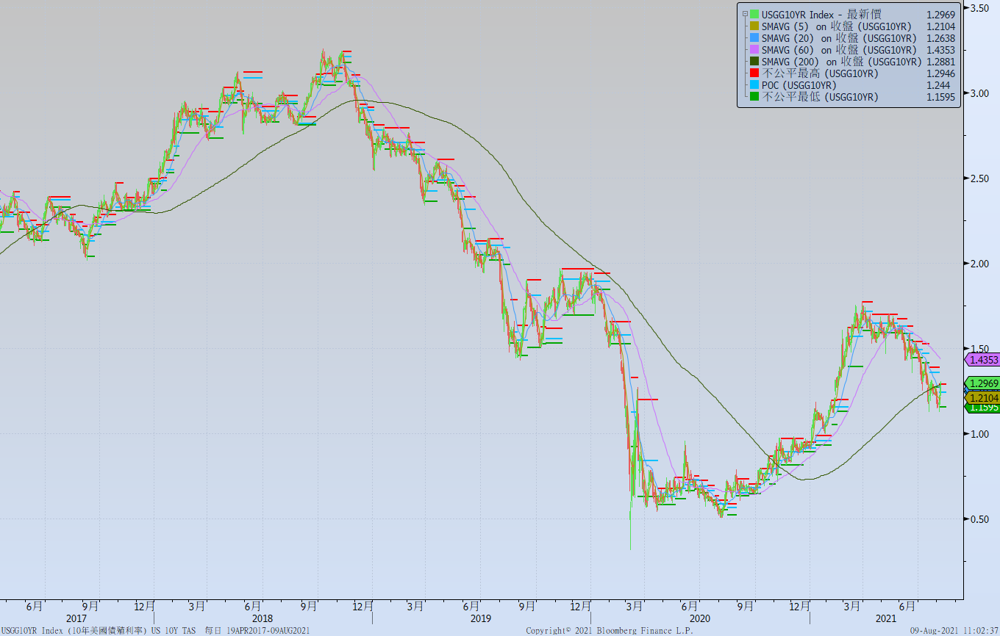 USGG10YR Index - 最新價 1.2969
SMAVG (5) on 收盤 (USGG10YR) 1.2104
SMAVG (20) on 收盤 (USGG10YR) 1.2638
SMAVG (60) on 收盤 (USGG10YR) 1.4353
SMAVG (200) on 收盤 (USGG10YR) 1.2881
不公平最高 (USGG10YR) 1.2946
POC (USGG10YR) 1.244
不公平最低 (USGG10YR) 1.1595
3.50
3.00
2.50
2.00
1.50
1.4353
1.2969
1.2104
1.1595
1.00
0.50
6月 9月 12月 3月 6月 9月 12月 3月 6月 9月 12月 3月 6月 9月 12月 3月 6月
2017 2018 2019 2020 2021
USGG10YR Index (10年美國債殖利率) US 10Y TAS 每日 19APR2017-09AUG2021 Copyright© 2021 Bloomberg Finance L.P. 09-Aug-2021 11:02:37